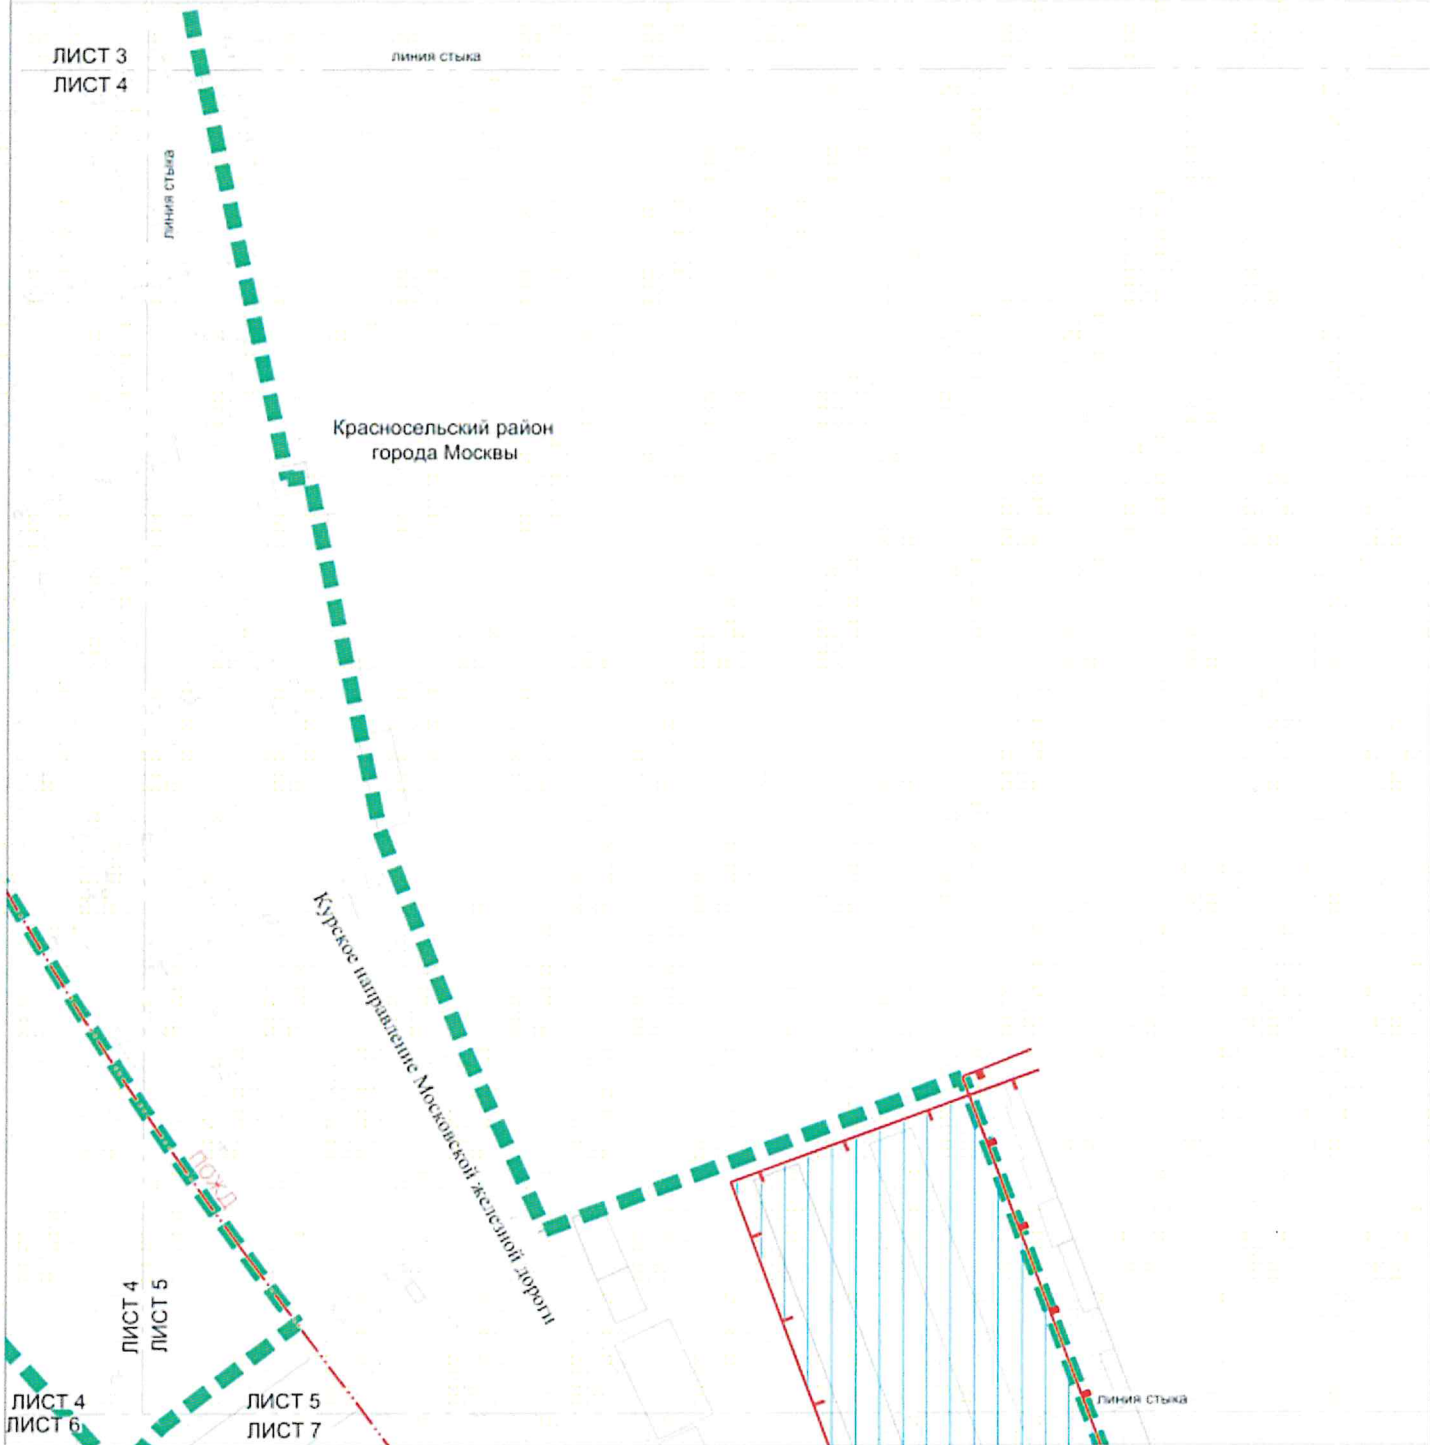 ЛИСТ 3
линия стыка
ЛИСТ 4
линия стыка
Красносельский район
города Москвы
Курское направление Московской железной дороги
ПОЖД
ЛИСТ 4
ЛИСТ 5
линия стыка
ЛИСТ 4
ЛИСТ 5
ЛИСТ 6
ЛИСТ 7